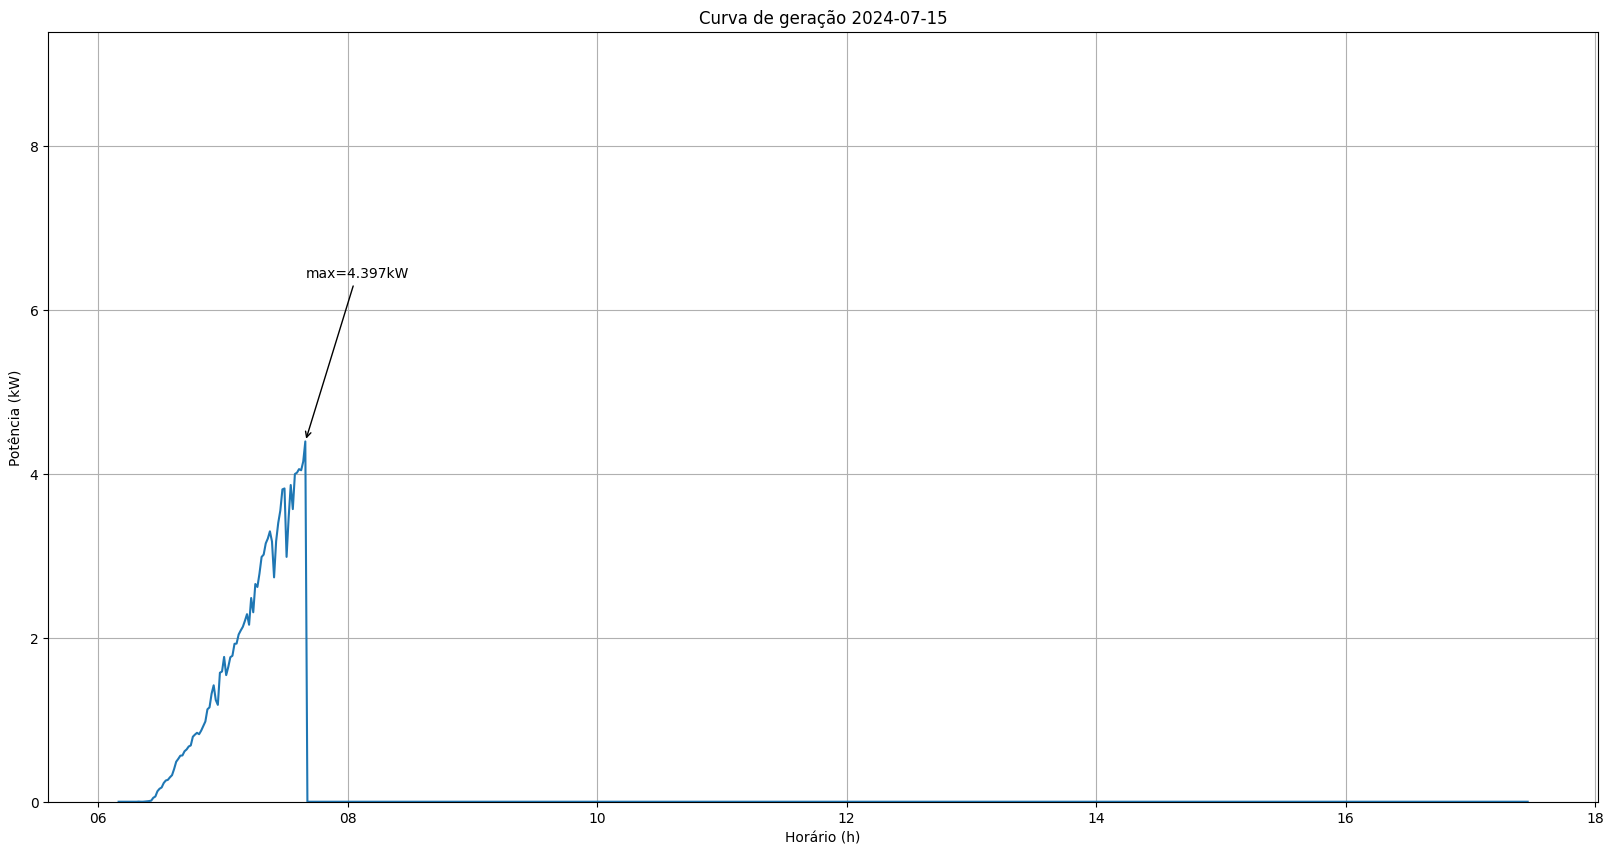 Curva de geração 2024-07-15
8
max=4.397kW
6
Potência (kW)
4
2
0
06 08 10 12 14 16 18
Horário (h)